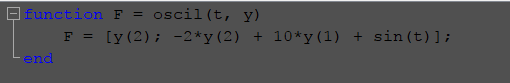 function F = oscil(t, y)
F = [y(2); -2*y(2) + 10*y(1) + sin(t)];
end